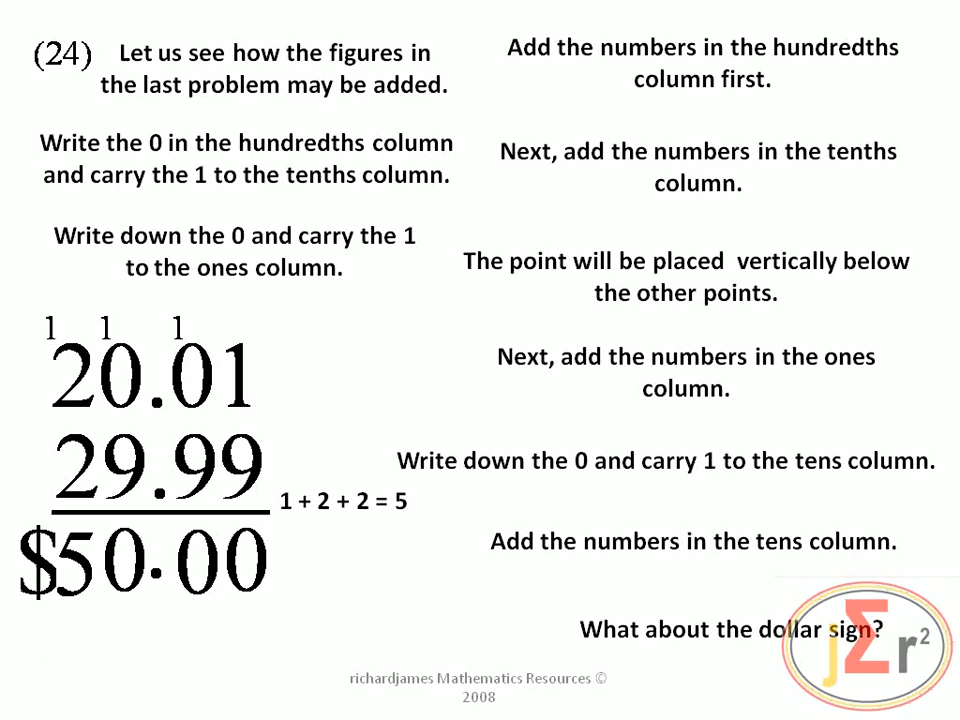 (24) Let us see how the figures in
the last problem may be added.
Add the numbers in the hundredths
column first.
Write the 0 in the hundredths column
and carry the 1 to the tenths column.
Next, add the numbers in the tenths
column.
Write down the 0 and carry the 1
to the ones column.
The point will be placed vertically below
the other points.
1 1 1
20.01
29.99
1 + 2 + 2 = 5
$50.00
Next, add the numbers in the ones
column.
Write down the 0 and carry 1 to the tens column.
Add the numbers in the tens column.
What about the dollar sign?
jΣr²
richardjames Mathematics Resources ©
2008